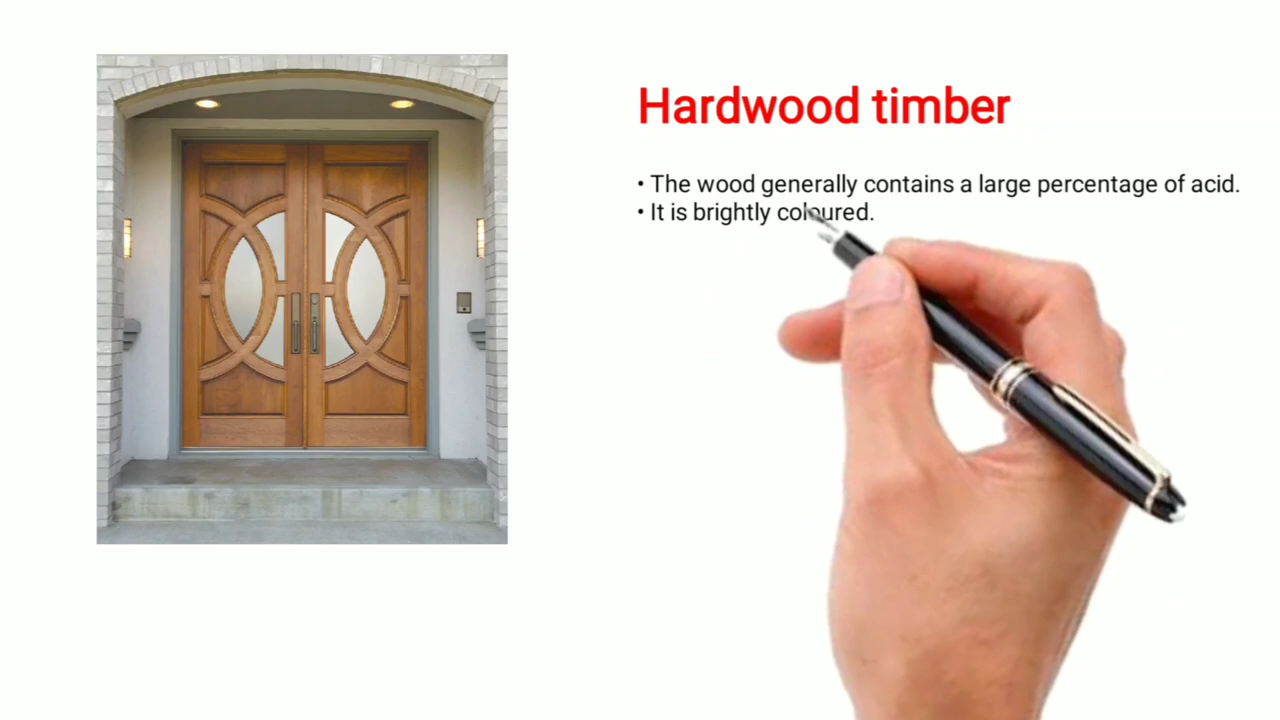 Hardwood timber
• The wood generally contains a large percentage of acid.
• It is brightly coloured.